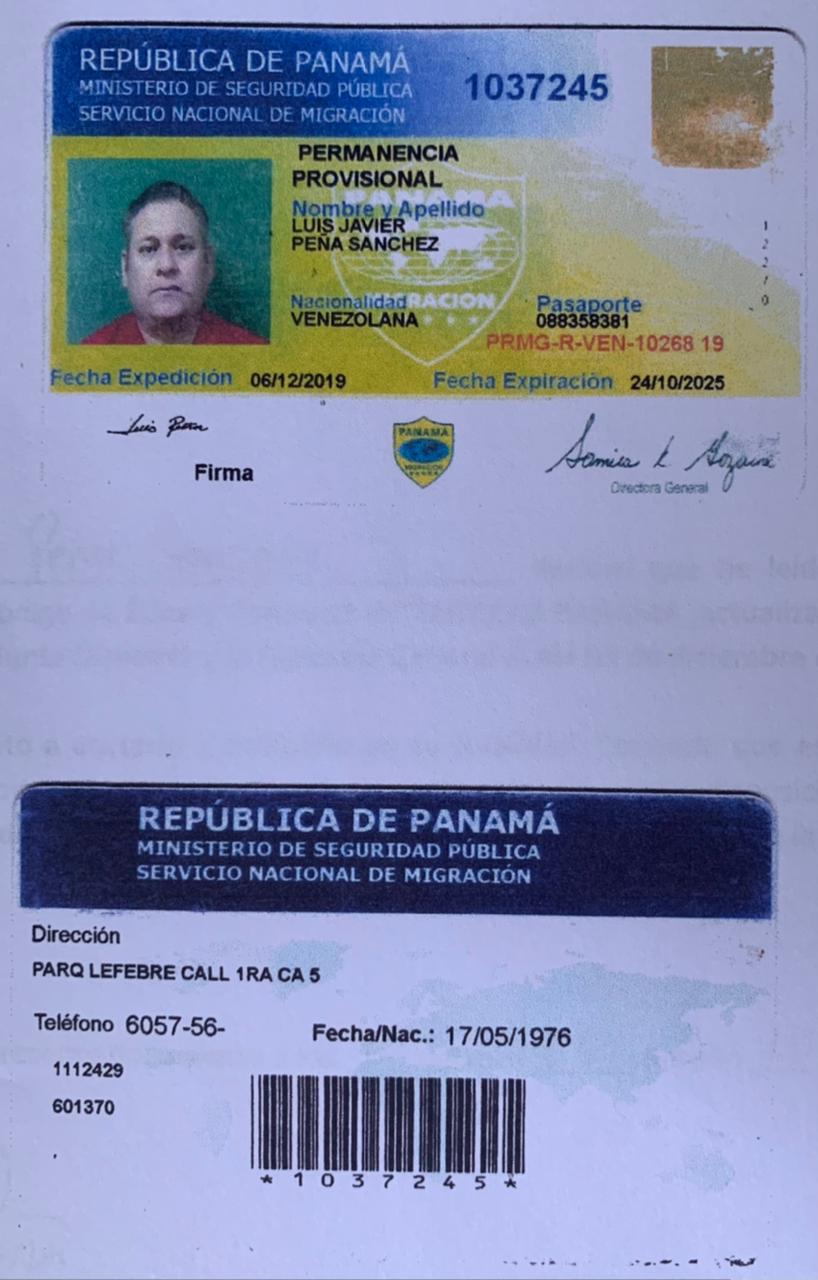 REPÚBLICA DE PANAMÁ
MINISTERIO DE SEGURIDAD PÚBLICA
SERVICIO NACIONAL DE MIGRACIÓN
1037245
PERMANENCIA
PROVISIONAL
Nombre y Apellido
LUIS JAVIER
PEÑA SANCHEZ
Nacionalidad
VENEZOLANA
Pasaporte
088358381
PRMG-R-VEN-10268 19
Fecha Expedición 06/12/2019
Fecha Expiración 24/10/2025
PANAMA
MIGRACIÓN
Firma
Directora General
REPÚBLICA DE PANAMÁ
MINISTERIO DE SEGURIDAD PÚBLICA
SERVICIO NACIONAL DE MIGRACIÓN
Dirección
PARQ LEFEBRE CALL 1RA CA 5
Teléfono 6057-56-
Fecha/Nac.: 17/05/1976
1112429
601370
*1037245*